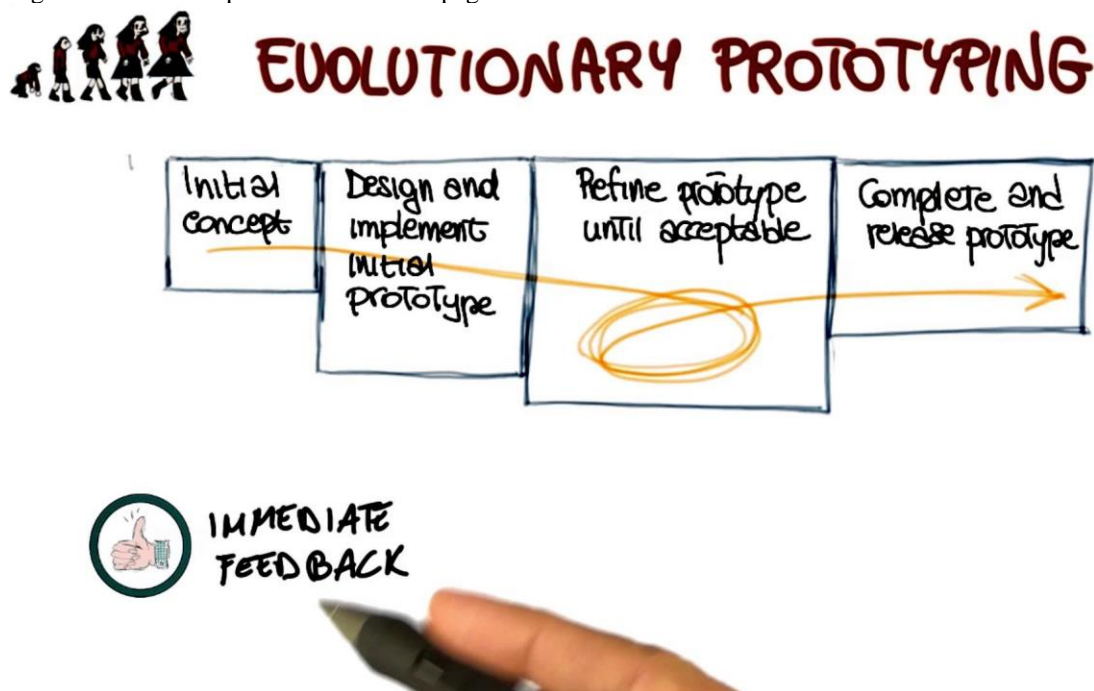 EVOLUTIONARY PROTOTYPING
Initial
concept
Design and
implement
initial
prototype
Refine prototype
until acceptable
Complete and
release prototype
IMMEDIATE
FEEDBACK